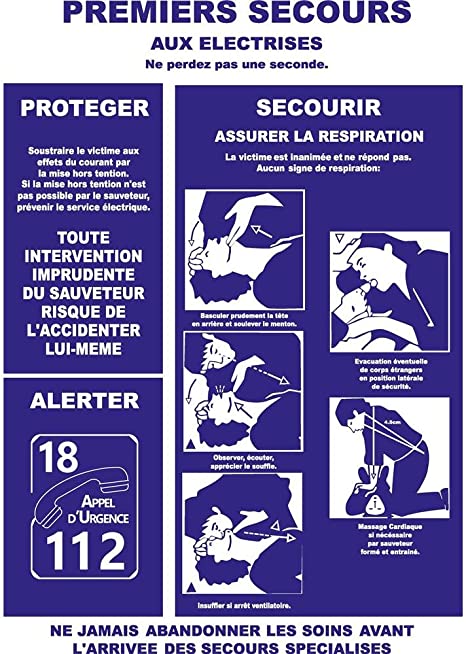 PREMIERS SECOURS
AUX ELECTRISES
Ne perdez pas une seconde.
PROTEGER
Soustraire le victime aux
effets du courant par
la mise hors tention.
Si la mise hors tention n'est
pas possible par le sauveteur,
prévenir le service électrique.
TOUTE
INTERVENTION
IMPRUDENTE
DU SAUVETEUR
RISQUE DE
L'ACCIDENTER
LUI-MEME
ALERTER
18
APPEL
D'URGENCE
112
SECOURIR
ASSURER LA RESPIRATION
La victime est inanimée et ne répond pas.
Aucun signe de respiration:
Basculer prudement la tête
en arrière et soulever le menton.
Observer, écouter,
apprécier le souffle.
Insuffler si arrêt ventilatoire.
Evacuation éventuelle
de corps étrangers
en position latérale
de sécurité.
4.5cm
Massage Cardiaque
si nécessaire
par sauveteur
formé et entrainé.
NE JAMAIS ABANDONNER LES SOINS AVANT
L'ARRIVEE DES SECOURS SPECIALISES